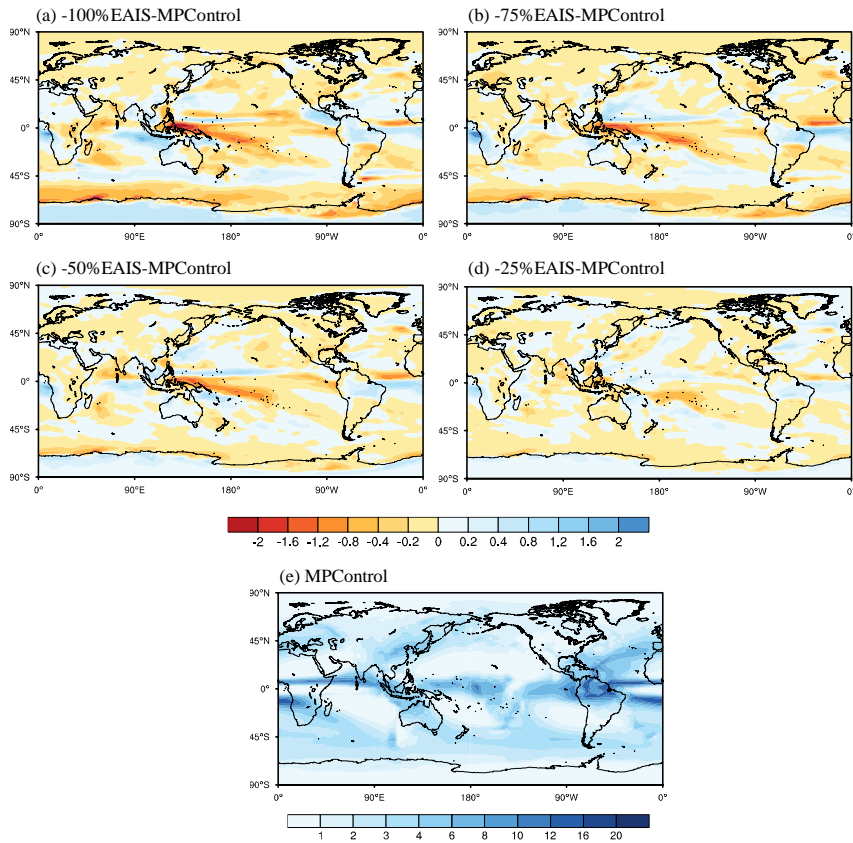 (a) -100%EAIS-MPControl
(b) -75%EAIS-MPControl
90°N 90°N
45°N 45°N
0° 0°
45°S 45°S
90°S 90°S
0° 90°E 180° 90°W 0° 0° 90°E 180° 90°W 0°
(c) -50%EAIS-MPControl
(d) -25%EAIS-MPControl
90°N 90°N
45°N 45°N
0° 0°
45°S 45°S
90°S 90°S
0° 90°E 180° 90°W 0° 0° 90°E 180° 90°W 0°
-2 -1.6 -1.2 -0.8 -0.4 -0.2 0 0.2 0.4 0.8 1.2 1.6 2
(e) MPControl
90°N
45°N
0°
45°S
90°S
0° 90°E 180° 90°W 0°
1 2 3 4 6 8 10 12 16 20